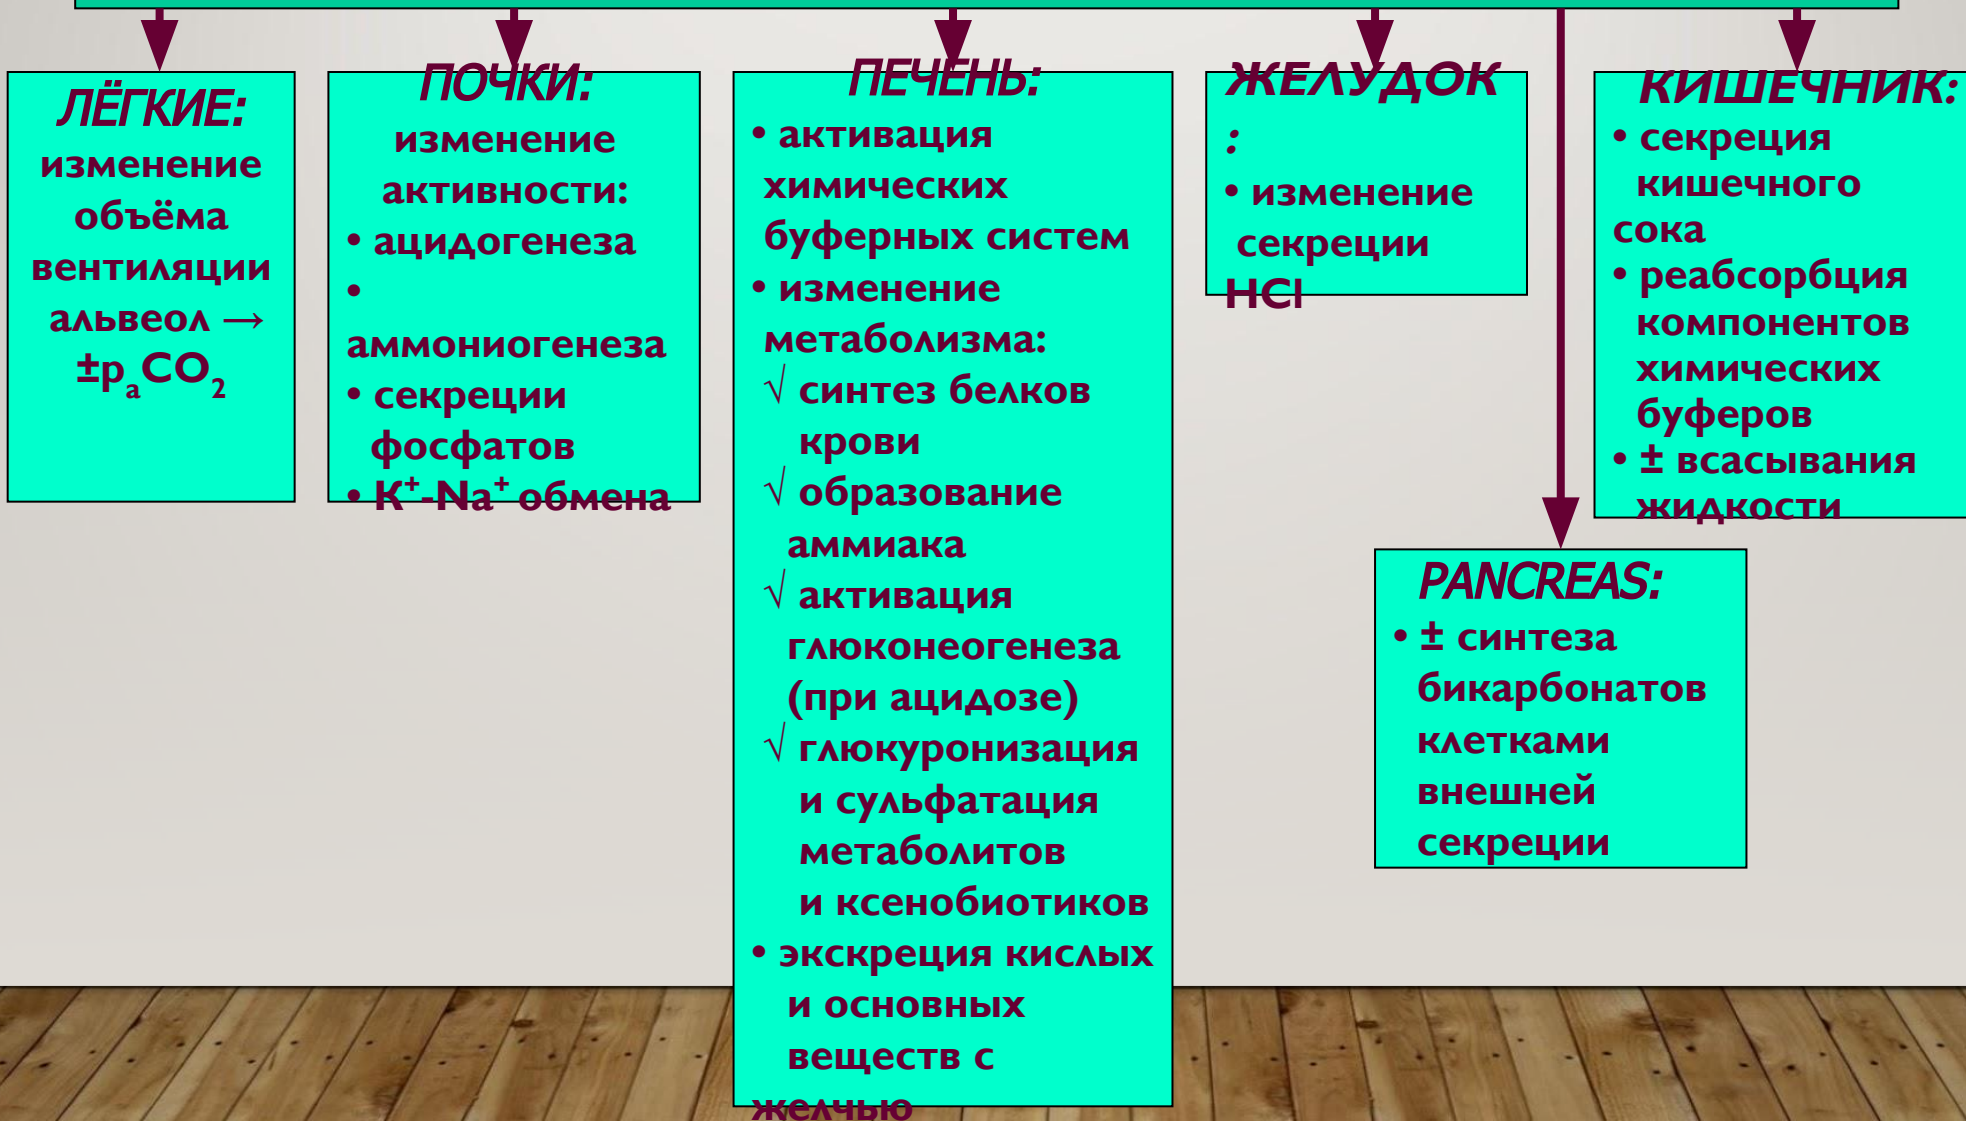 ЛЁГКИЕ:
изменение
объёма
вентиляции
альвеол →
±pₐCO₂
ПОЧКИ:
изменение
активности:
• ацидогенеза
•
аммониогенеза
• секреции
фосфатов
• K⁺-Na⁺ обмена
ПЕЧЕНЬ:
• активация
химических
буферных систем
• изменение
метаболизма:
√ синтез белков
крови
√ образование
аммиака
√ активация
глюконеогенеза
(при ацидозе)
√ глюкуронизация
и сульфатация
метаболитов
и ксенобиотиков
• экскреция кислых
и основных
веществ с
желчью
ЖЕЛУДОК
:
• изменение
секреции
HCl
PANCREAS:
• ± синтеза
бикарбонатов
клетками
внешней
секреции
КИШЕЧНИК:
• секреция
кишечного
сока
• реабсорбция
компонентов
химических
буферов
• ± всасывания
жидкости